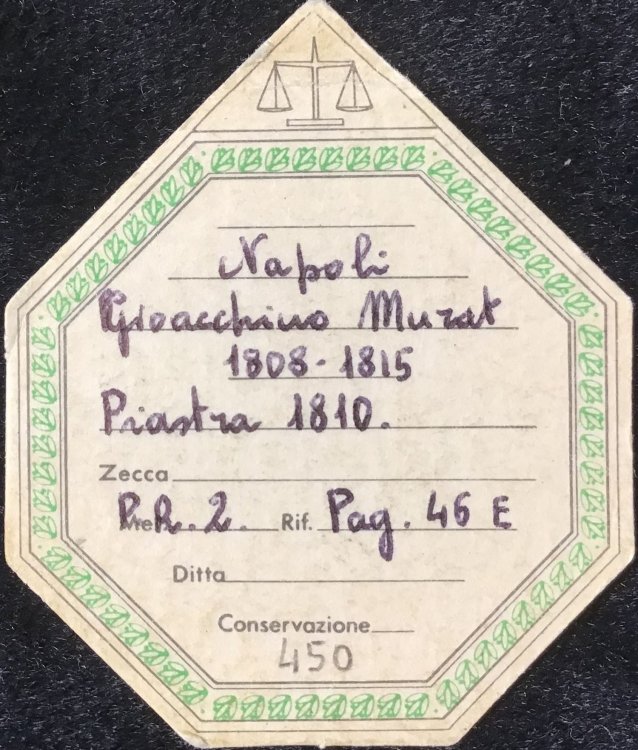 Napoli
Gioacchino Murat
1808-1815
Piastra 1810.
Zecca
R.R. 2. Rif. Pag. 46 E
Ditta
Conservazione
450